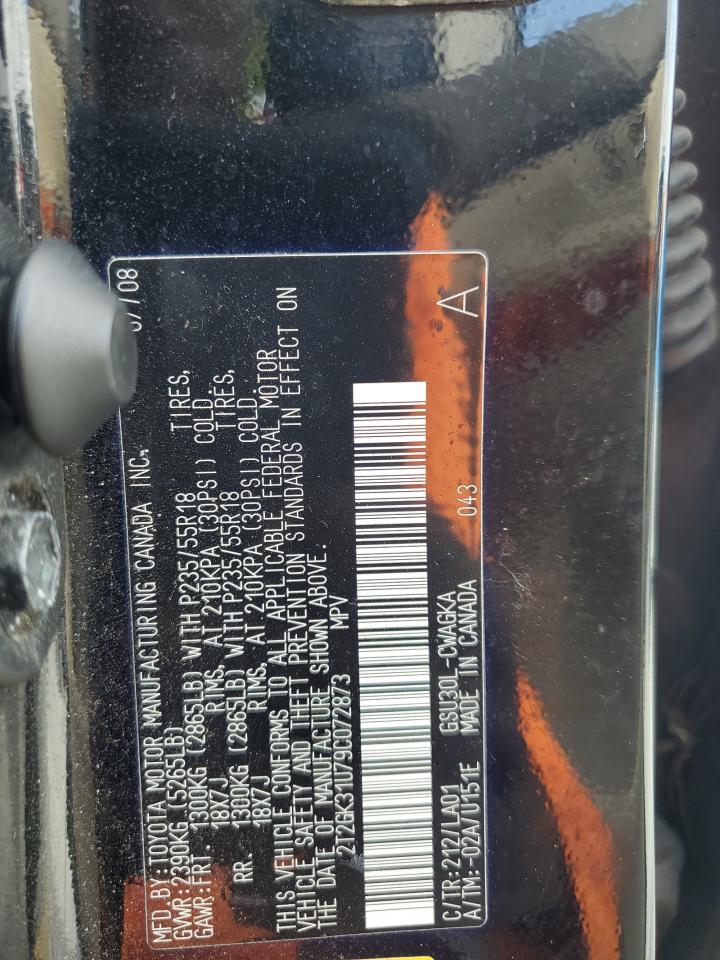 MFD.BY:TOYOTA MOTOR MANUFACTURING CANADA INC. /08
GVWR:2390KG(5265LB)
GAWR:FRT. 1300KG (2865LB) WITH P235/55R18 TIRES,
18X7J RIMS, AT 210KPA (30PSI) COLD
RR. 1300KG (2865LB) WITH P235/55R18 TIRES,
18X7J RIMS, AT 210KPA (30PSI) COLD.
THIS VEHICLE CONFORMS TO ALL APPLICABLE FEDERAL MOTOR
VEHICLE SAFETY AND THEFT PREVENTION STANDARDS IN EFFECT ON
THE DATE OF MANUFACTURE SHOWN ABOVE.
2T2GK31U79C072873 MPV
C/TR:212/LA01 GSU30L-CWAGKA 043 A
A/TM:-02A/U151E MADE IN CANADA